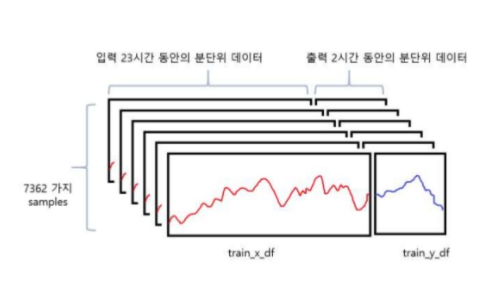 입력 23시간 동안의 분단위 데이터
출력 2시간 동안의 분단위 데이터
7362 가지
samples
train_x_df
train_y_df